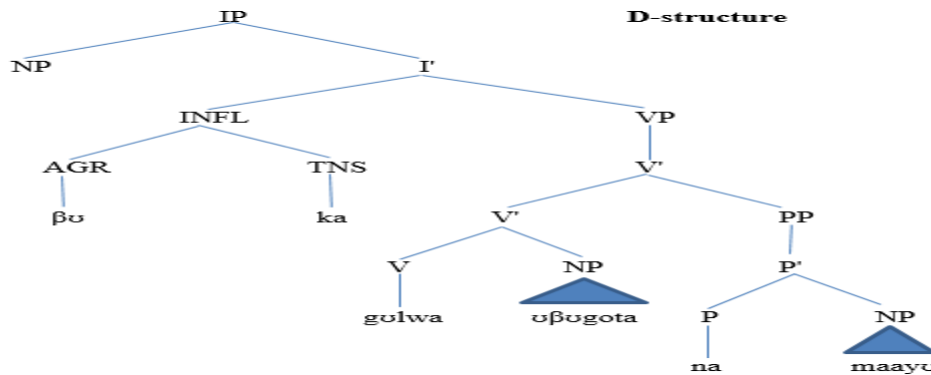 IP D-structure
NP I'
INFL VP
AGR TNS V'
βʊ ka V' PP
V NP P'
gʊlwa ʊβʊgota P NP
na maayʊ